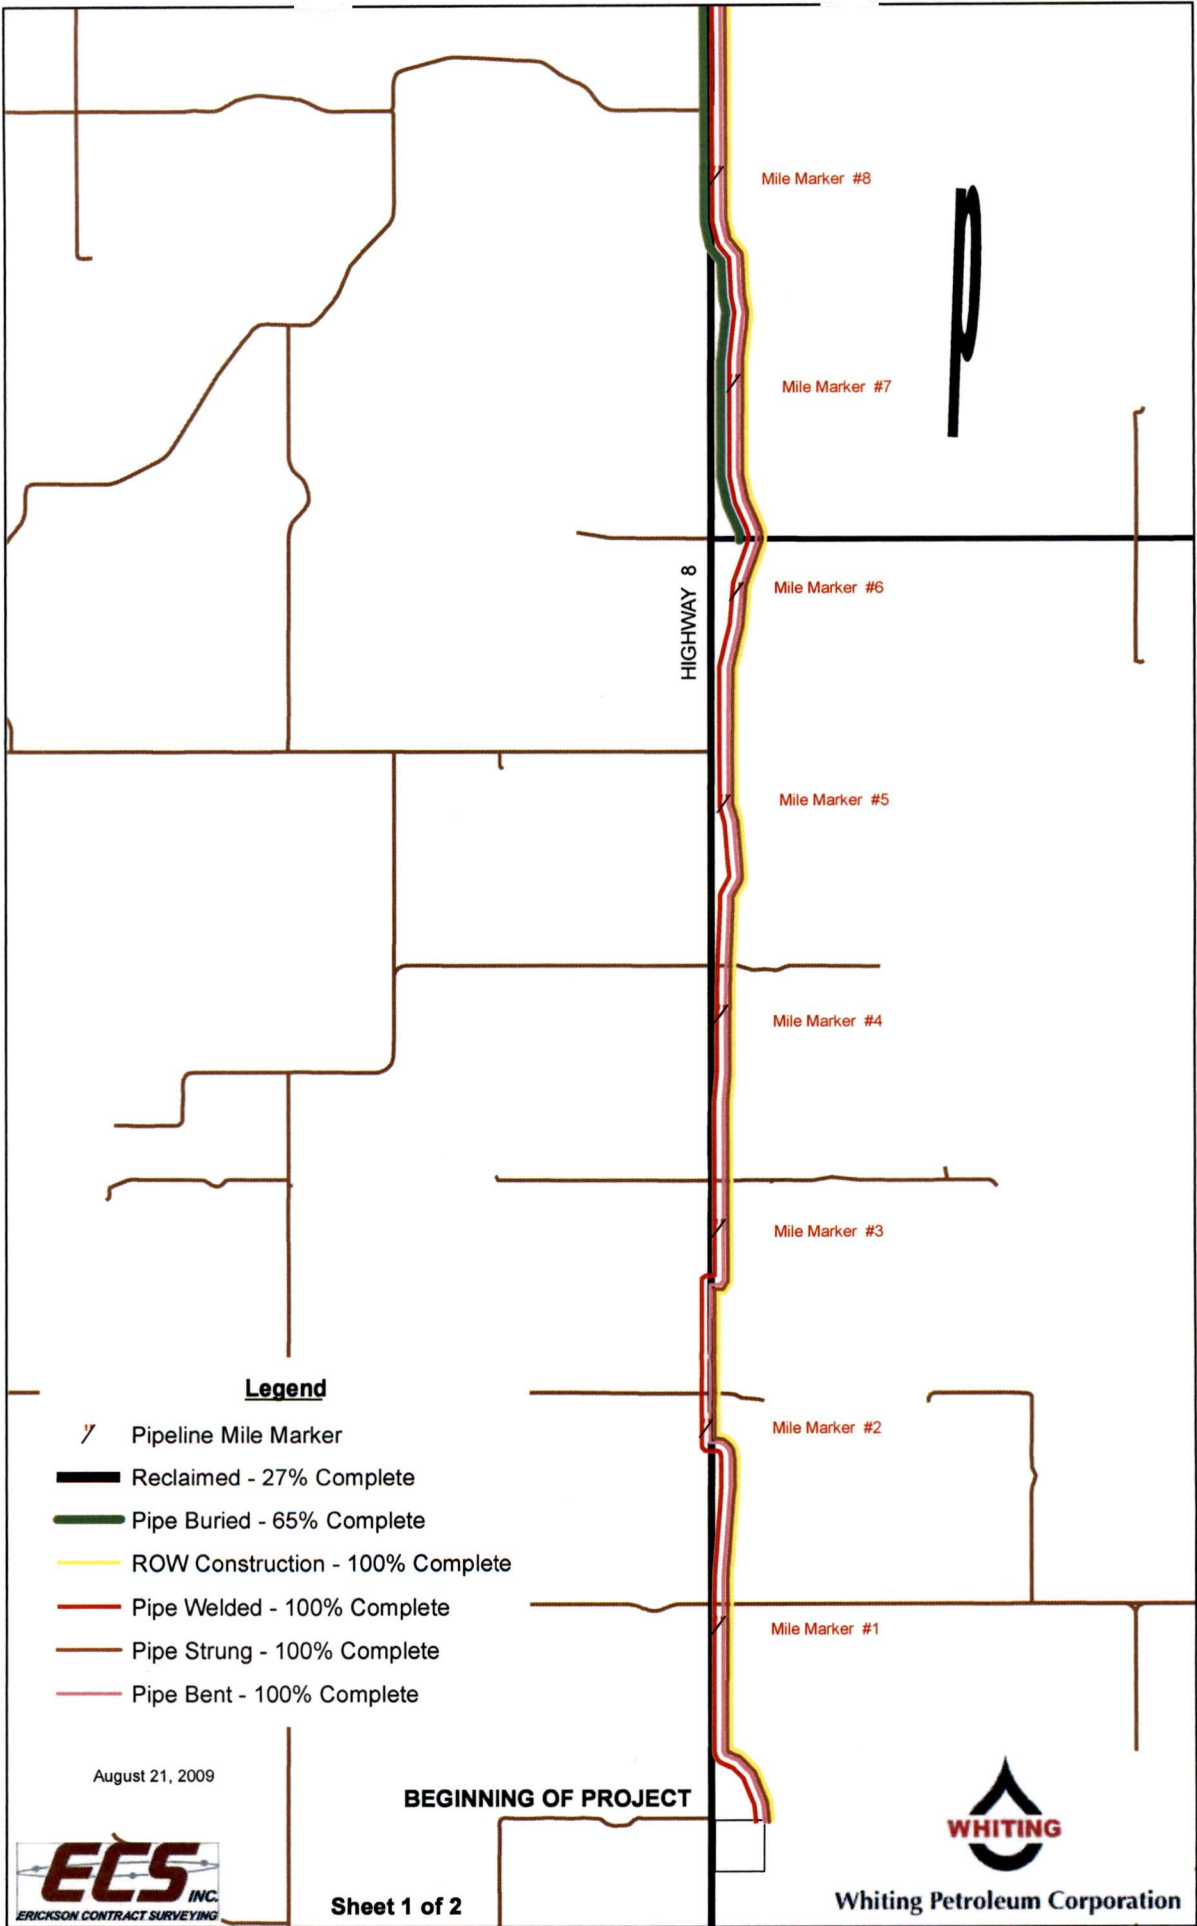 Mile Marker #8
Mile Marker #7
HIGHWAY 8
Mile Marker #6
Mile Marker #5
Mile Marker #4
Mile Marker #3
Mile Marker #2
Mile Marker #1
Legend
Pipeline Mile Marker
Reclaimed - 27% Complete
Pipe Buried - 65% Complete
ROW Construction - 100% Complete
Pipe Welded - 100% Complete
Pipe Strung - 100% Complete
Pipe Bent - 100% Complete
August 21, 2009
BEGINNING OF PROJECT
ECS INC.
ERICKSON CONTRACT SURVEYING
Sheet 1 of 2
WHITING
Whiting Petroleum Corporation